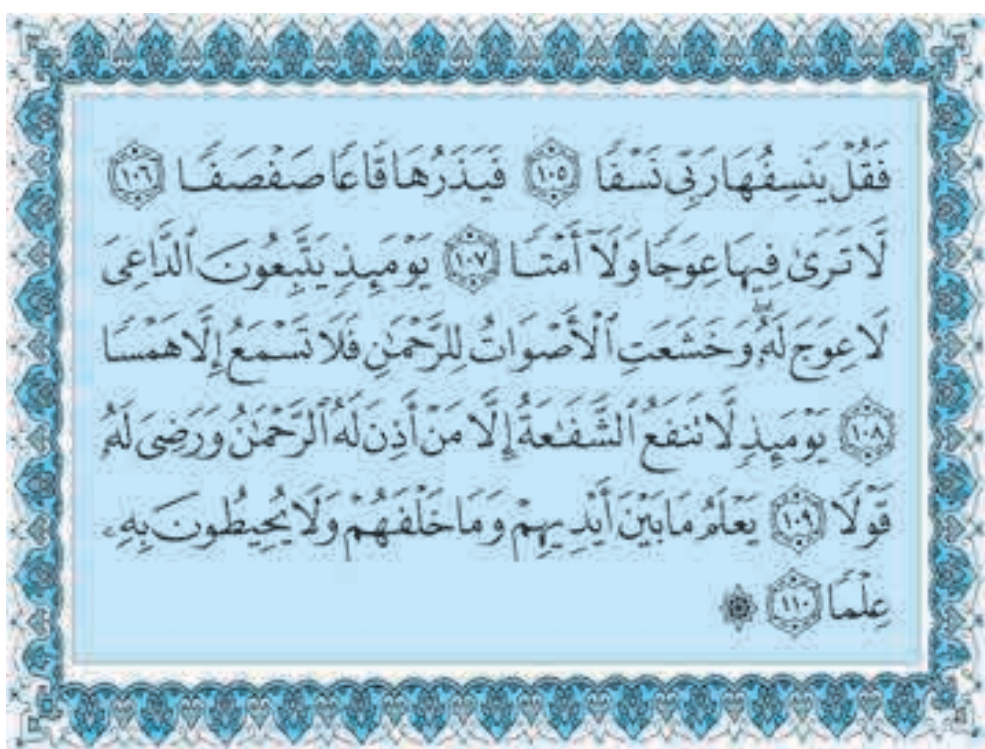 فَقُلْ يَنسِفُهَا رَبِّى نَسْفًا ۝١٠٥ فَيَذَرُهَا قَاعًا صَفْصَفًا ۝١٠٦
لَّا تَرَىٰ فِيهَا عِوَجًا وَلَآ أَمْتًا ۝١٠٧ يَوْمَئِذٍ يَتَّبِعُونَ ٱلدَّاعِىَ
لَا عِوَجَ لَهُۥ ۖ وَخَشَعَتِ ٱلْأَصْوَاتُ لِلرَّحْمَٰنِ فَلَا تَسْمَعُ إِلَّا هَمْسًا
۝١٠٨ يَوْمَئِذٍ لَّا تَنفَعُ ٱلشَّفَٰعَةُ إِلَّا مَنْ أَذِنَ لَهُ ٱلرَّحْمَٰنُ وَرَضِىَ لَهُۥ
قَوْلًا ۝١٠٩ يَعْلَمُ مَا بَيْنَ أَيْدِيهِمْ وَمَا خَلْفَهُمْ وَلَا يُحِيطُونَ بِهِۦ
عِلْمًا ۝١١٠ ۞